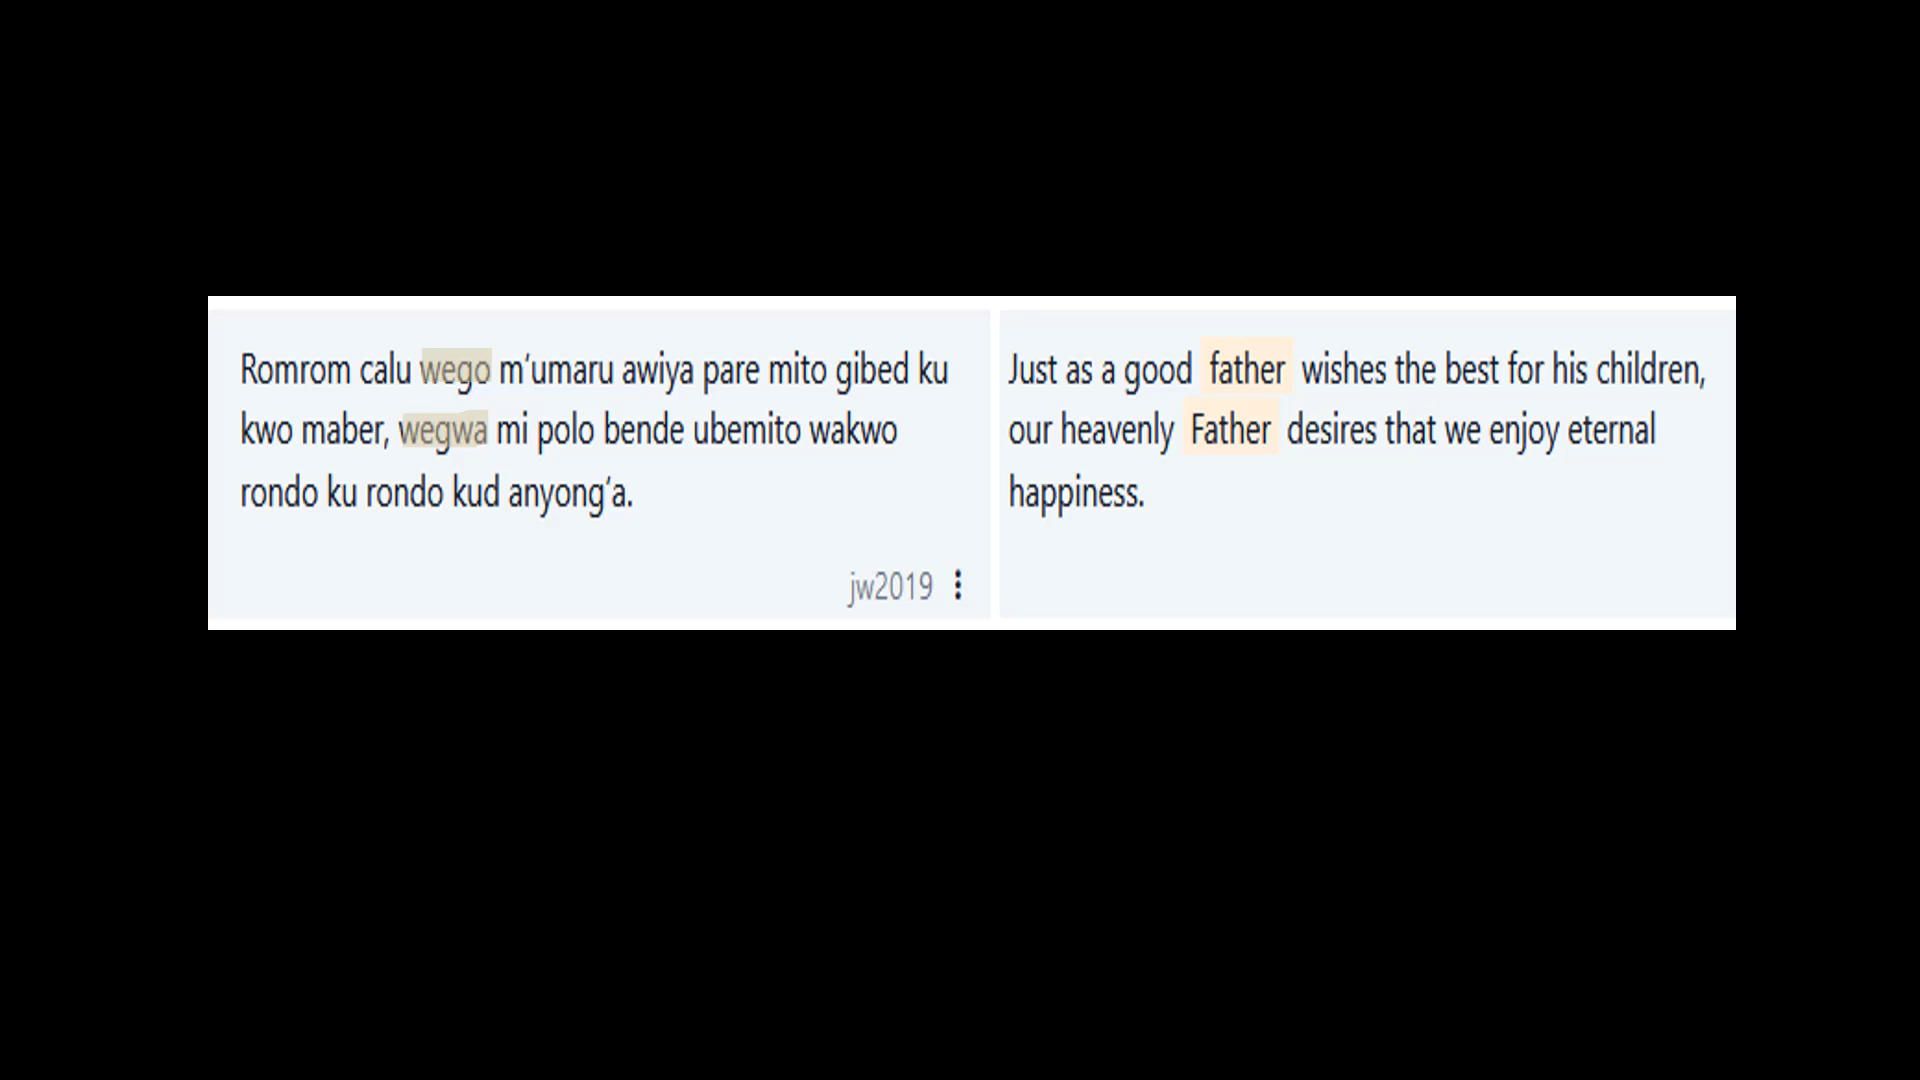 Romrom calu wego m‘umaru awiya pare mito gibed ku
kwo maber, wegwa mi polo bende ubemito wakwo
rondo ku rondo kud anyong‘a.
jw2019
Just as a good father wishes the best for his children,
our heavenly Father desires that we enjoy eternal
happiness.